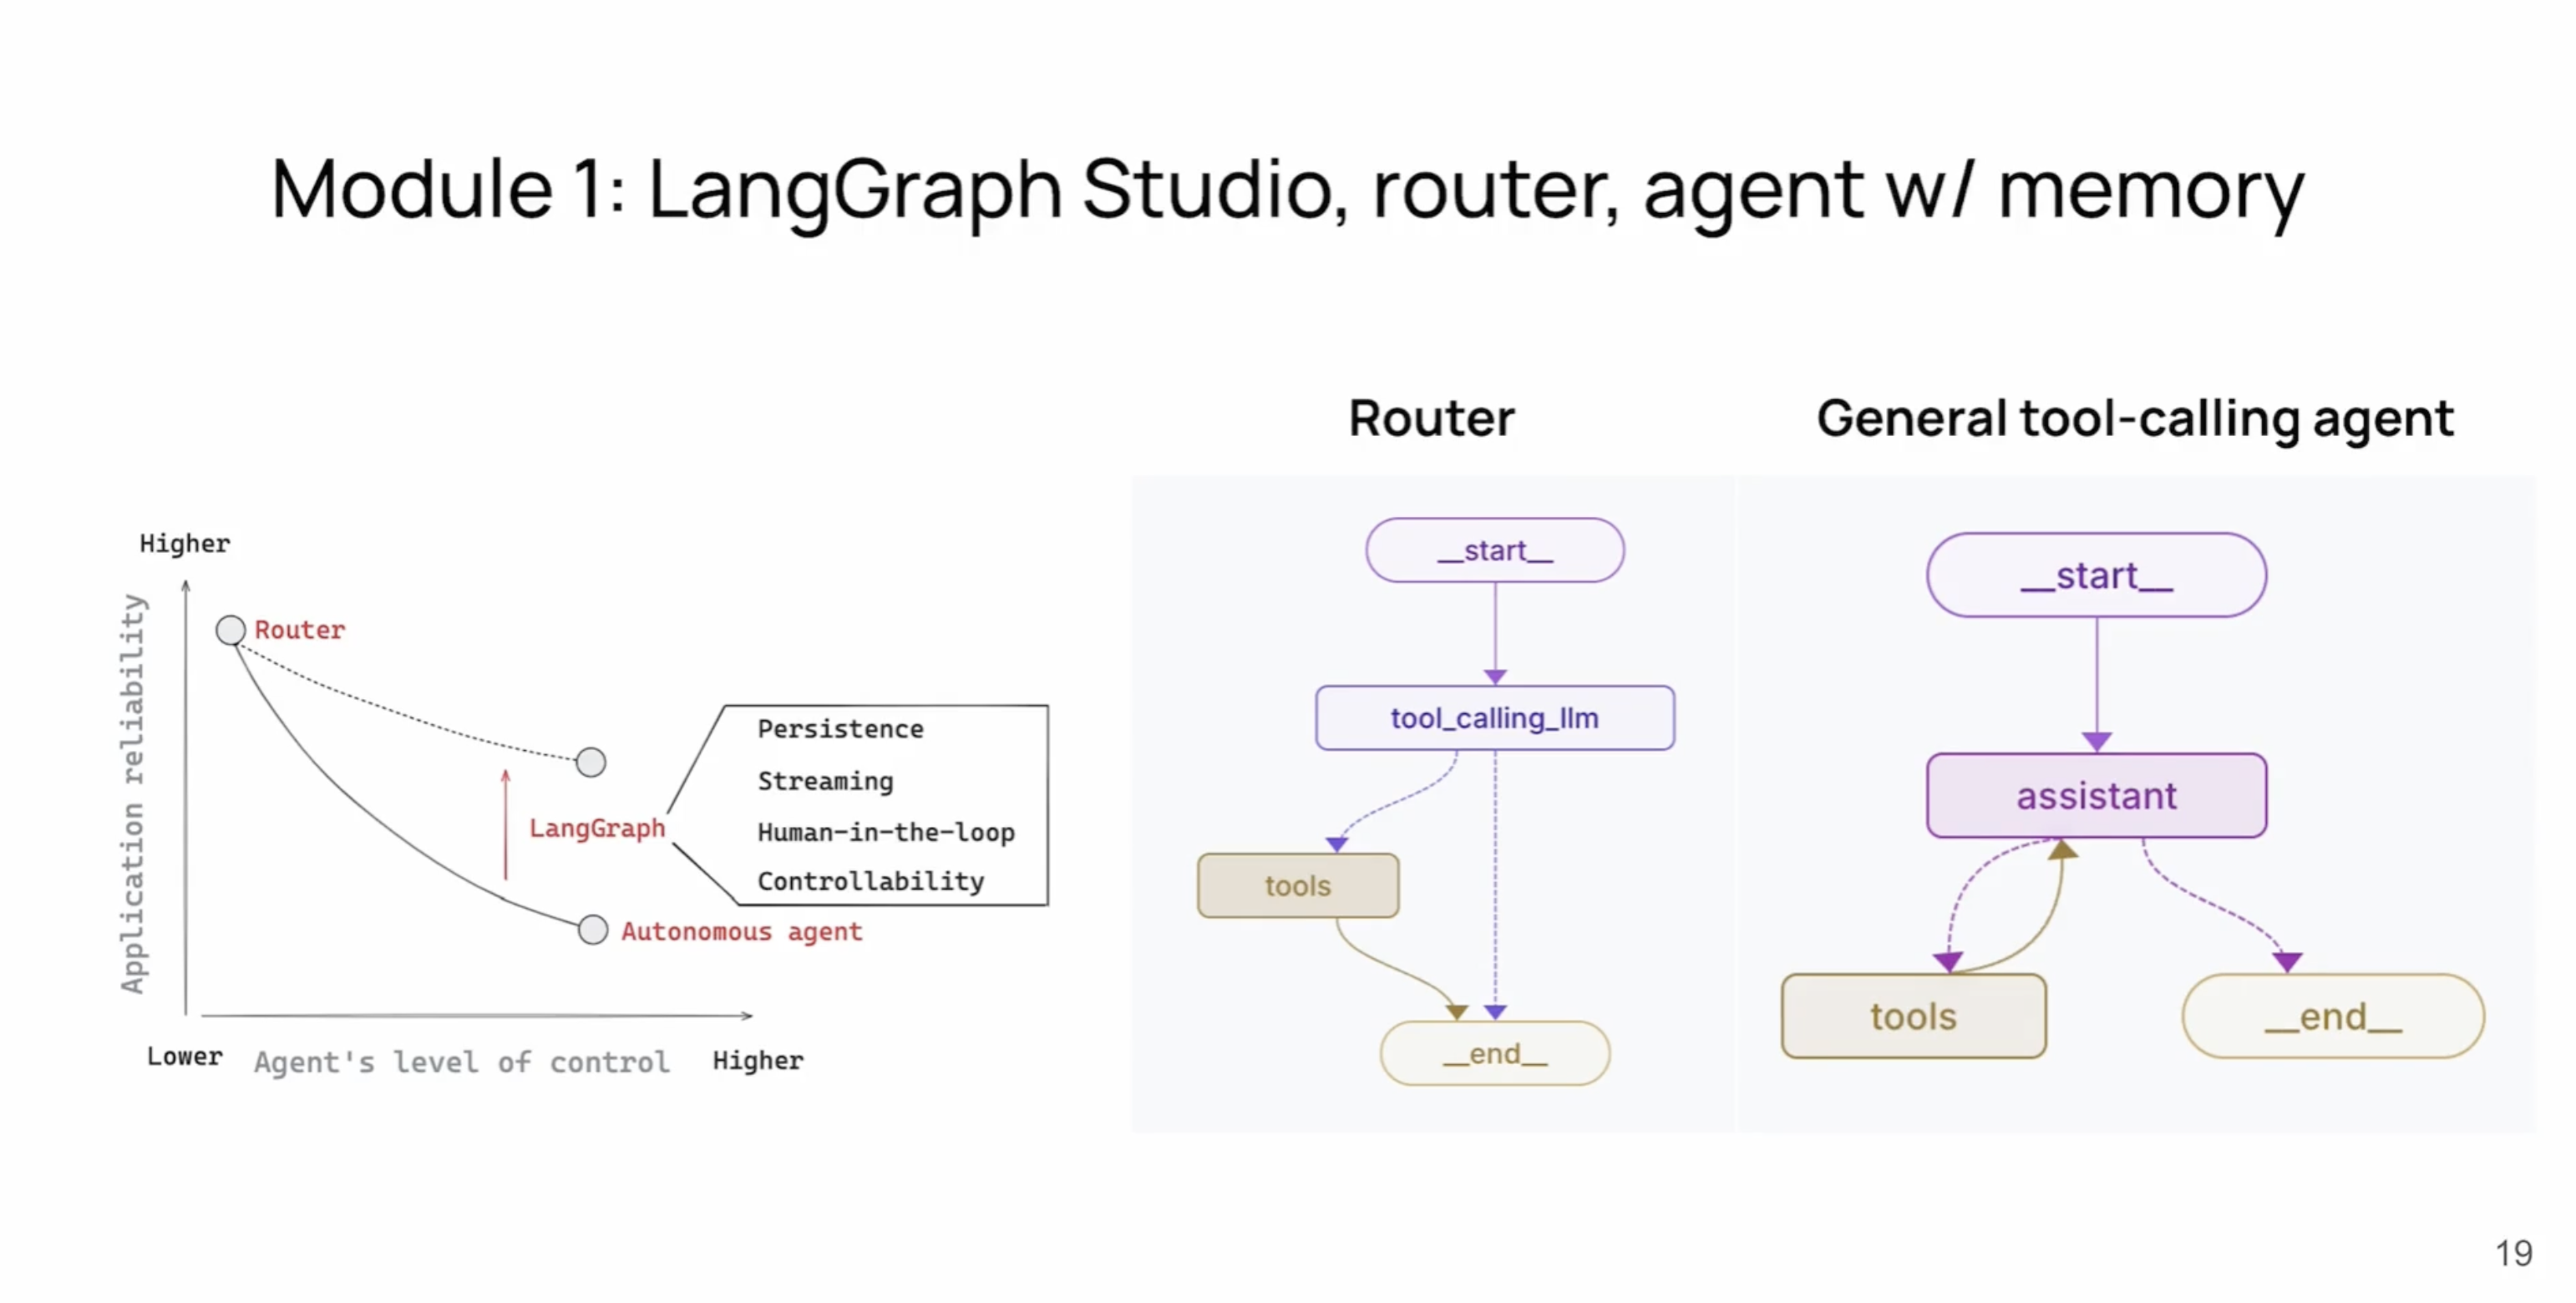 Module 1: LangGraph Studio, router, agent w/ memory
Higher
Application reliability
Router
LangGraph
Persistence
Streaming
Human-in-the-loop
Controllability
Autonomous agent
Lower
Agent's level of control
Higher
Router
__start__
tool_calling_llm
tools
__end__
General tool-calling agent
__start__
assistant
tools
__end__
19